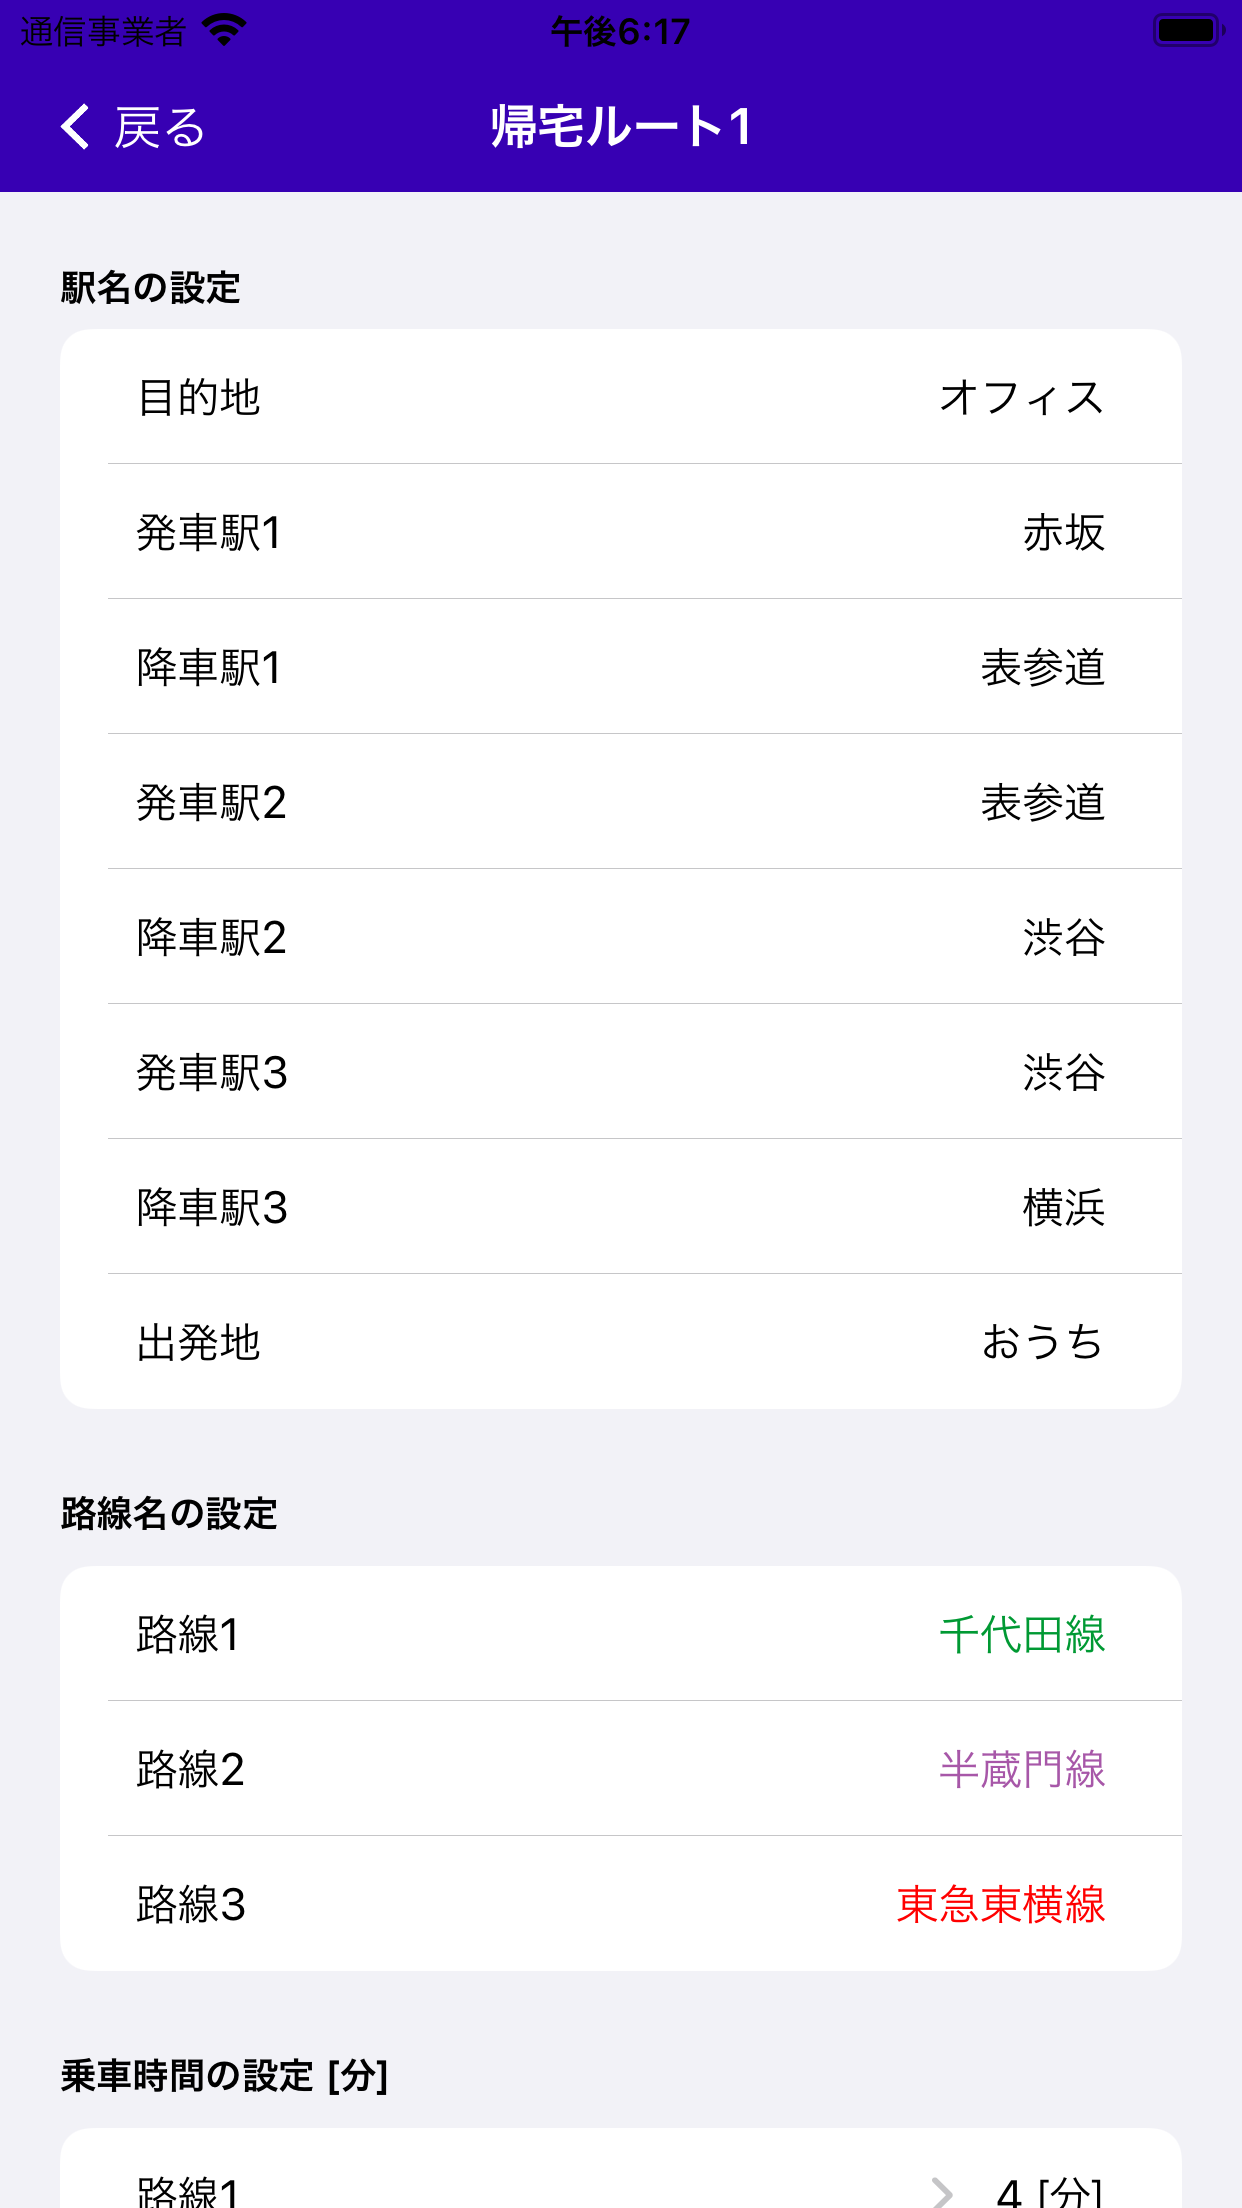 通信事業者 午後6:17
戻る 帰宅ルート1
駅名の設定
目的地 オフィス
発車駅1 赤坂
降車駅1 表参道
発車駅2 表参道
降車駅2 渋谷
発車駅3 渋谷
降車駅3 横浜
出発地 おうち
路線名の設定
路線1 千代田線
路線2 半蔵門線
路線3 東急東横線
乗車時間の設定 [分]
路線1 4 [分]